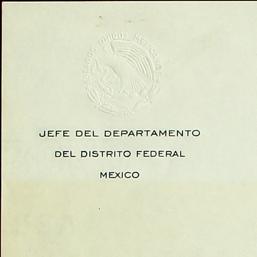 JEFE DEL DEPARTAMENTO
DEL DISTRITO FEDERAL
MEXICO